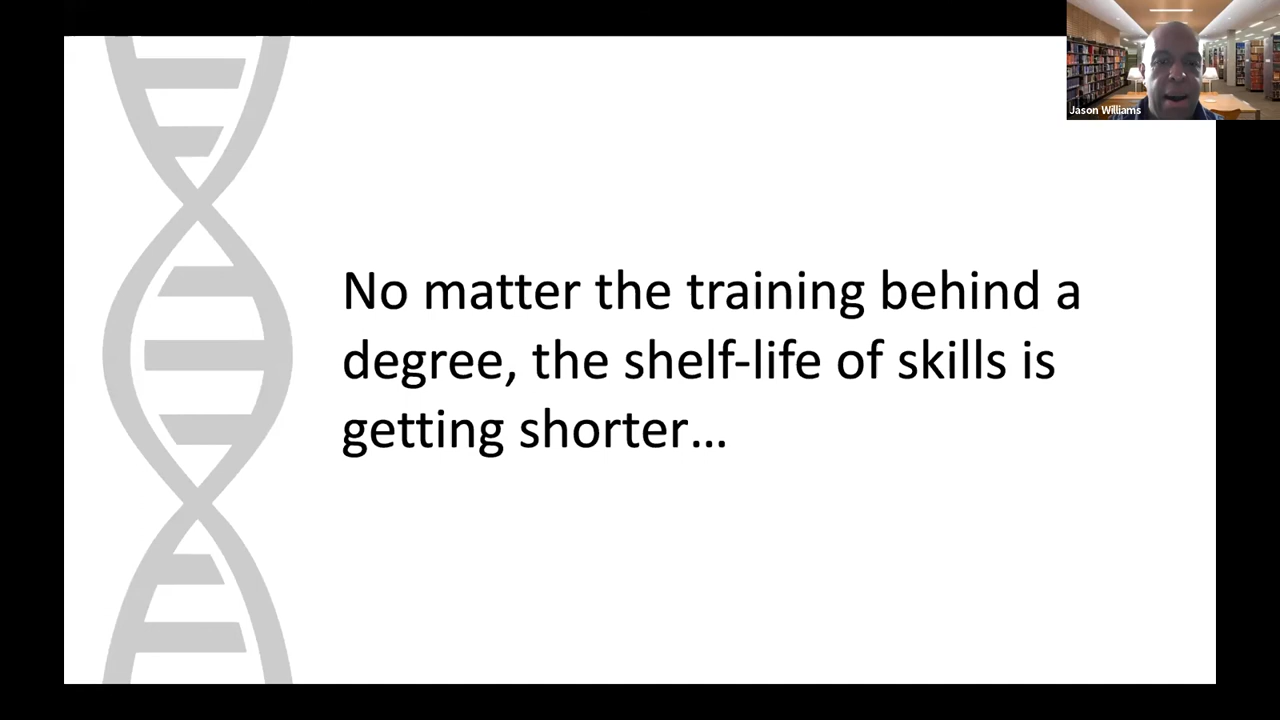 Jason Williams
No matter the training behind a
degree, the shelf-life of skills is
getting shorter…